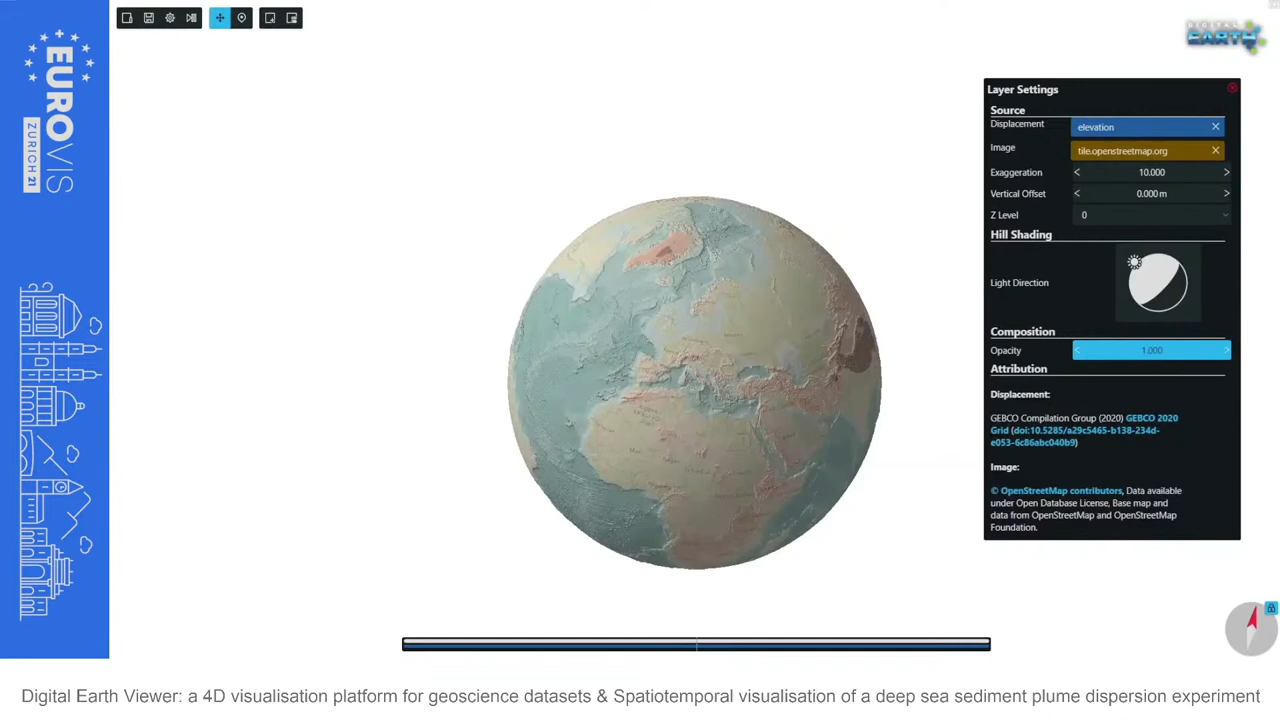 EUROVIS
ZURICH 21
DIGITAL
EARTH
Layer Settings
Source
Displacement
elevation
Image
tile.openstreetmap.org
Exaggeration
10.000
Vertical Offset
0.000 m
Z Level
0
Hill Shading
Light Direction
Composition
Opacity
1.000
Attribution
Displacement:
GEBCO Compilation Group (2020) GEBCO 2020
Grid (doi:10.5285/a29c5465-b138-234d-
e053-6c86abc040b9)
Image:
© OpenStreetMap contributors, Data available
under Open Database License, Base map and
data from OpenStreetMap and OpenStreetMap
Foundation.
Digital Earth Viewer: a 4D visualisation platform for geoscience datasets & Spatiotemporal visualisation of a deep sea sediment plume dispersion experiment